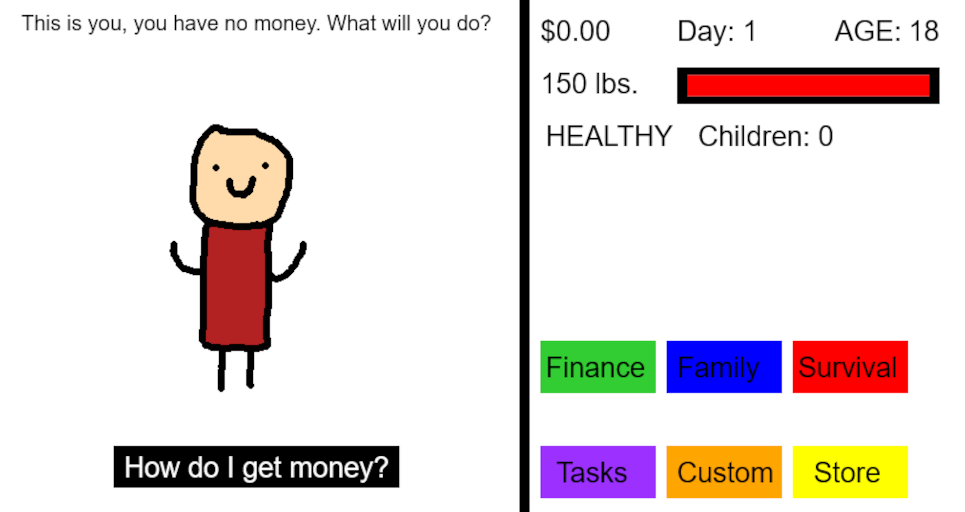 This is you, you have no money. What will you do?
How do I get money?
$0.00 Day: 1 AGE: 18
150 lbs.
HEALTHY Children: 0
Finance Family Survival
Tasks Custom Store